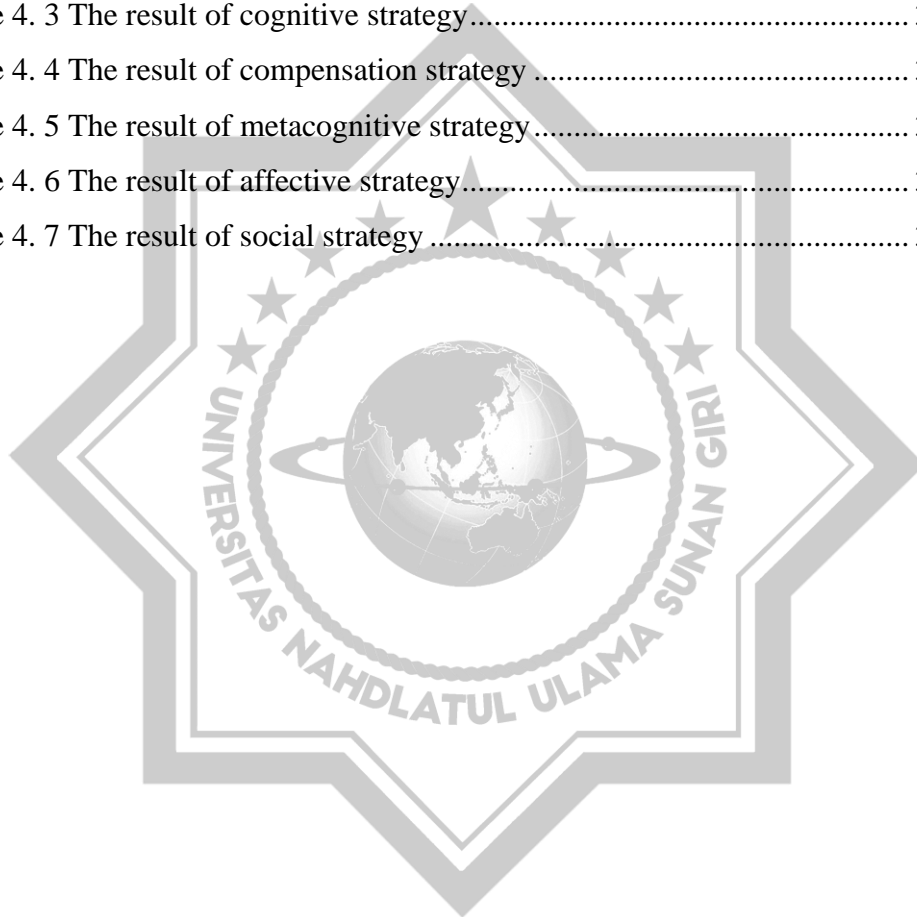 e 4. 3 The result of cognitive strategy
e 4. 4 The result of compensation strategy
e 4. 5 The result of metacognitive strategy
e 4. 6 The result of affective strategy
e 4. 7 The result of social strategy
UNIVERSITAS NAHDLATUL ULAMA SUNAN GIRI